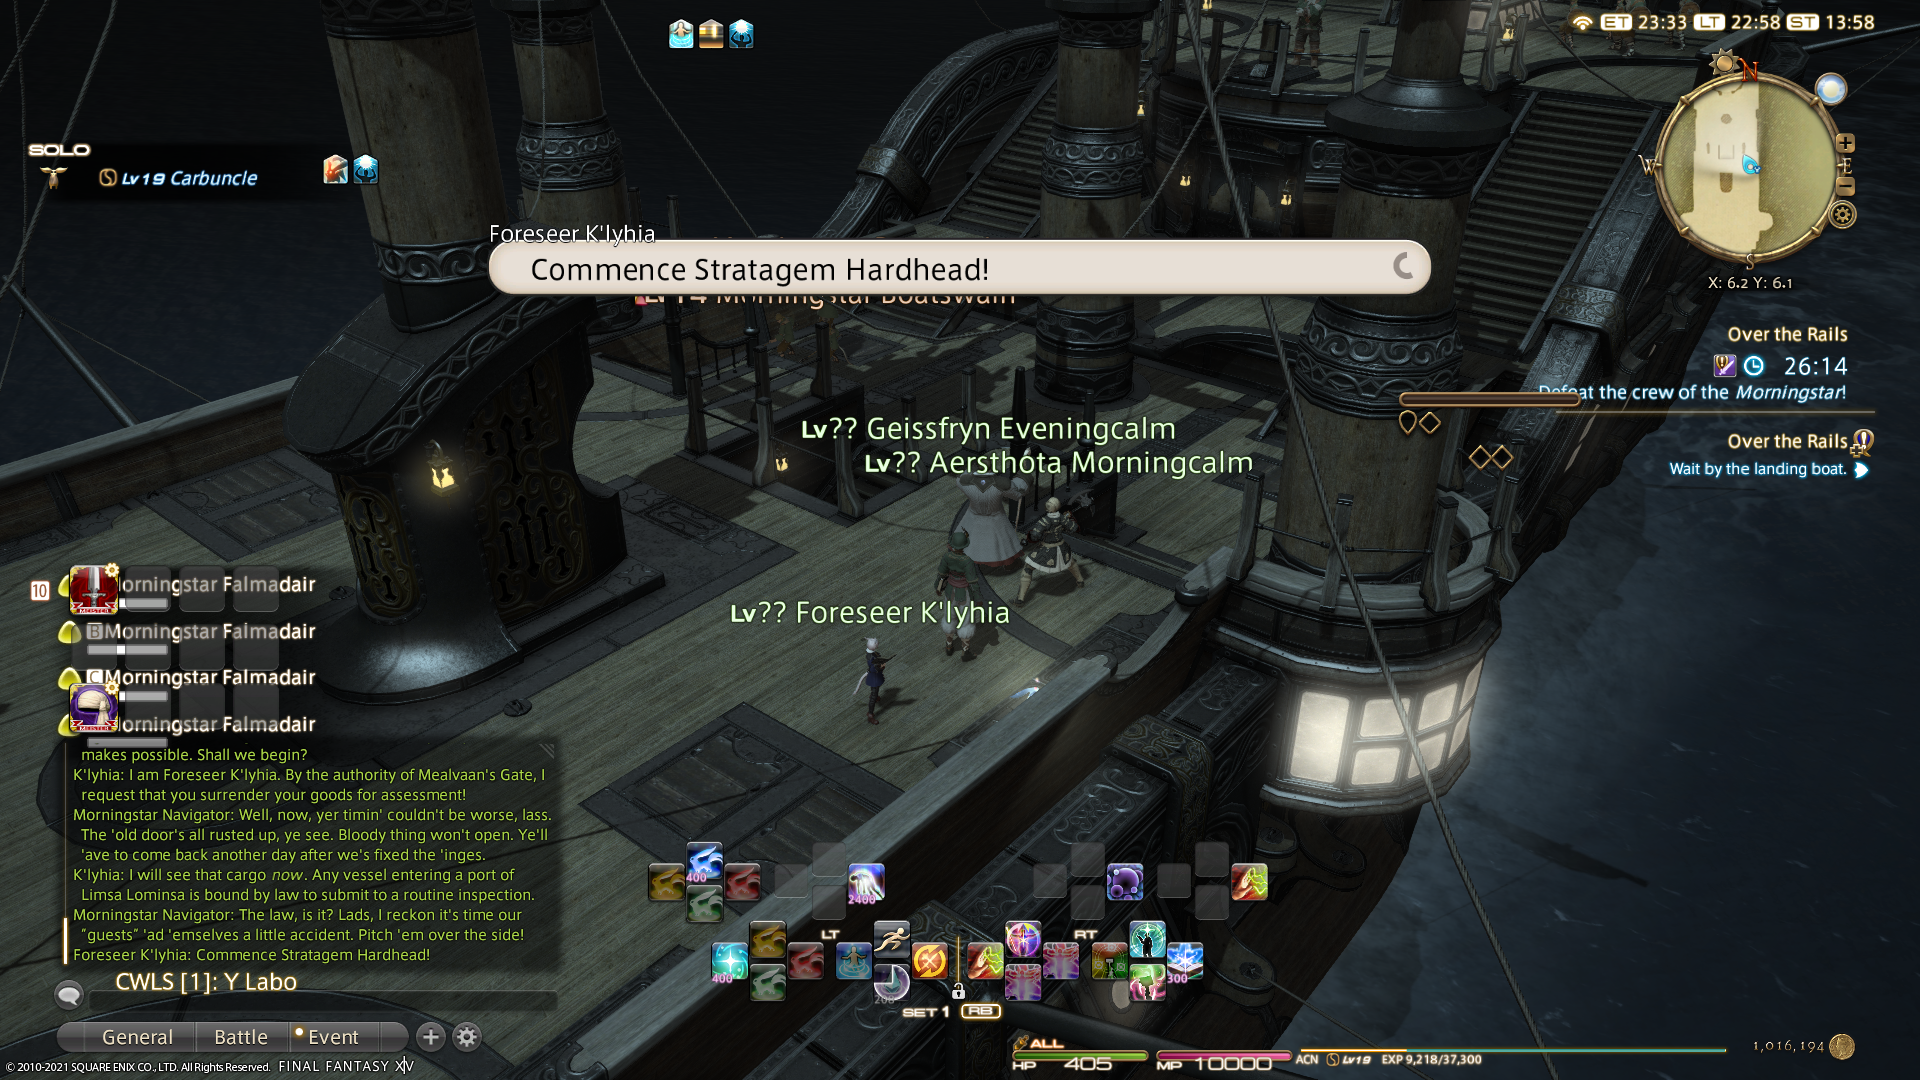 ET 23:33 LT 22:58 ST 13:58
N
W
E
S
X: 6.2 Y: 6.1
SOLO
Lv19 Carbuncle
Foreseer K'lyhia
Commence Stratagem Hardhead!
Lv14 Morningstar Boatswain
Over the Rails
26:14
Defeat the crew of the Morningstar!
Over the Rails
Wait by the landing boat.
Lv?? Geissfryn Eveningcalm
Lv?? Aersthota Morningcalm
Lv?? Foreseer K'lyhia
10
Morningstar Falmadair
B Morningstar Falmadair
C Morningstar Falmadair
Morningstar Falmadair
makes possible. Shall we begin?
K'lyhia: I am Foreseer K'lyhia. By the authority of Mealvaan's Gate, I
request that you surrender your goods for assessment!
Morningstar Navigator: Well, now, yer timin' couldn't be worse, lass.
The 'old door's all rusted up, ye see. Bloody thing won't open. Ye'll
'ave to come back another day after we's fixed the 'inges.
K'lyhia: I will see that cargo now. Any vessel entering a port of
Limsa Lominsa is bound by law to submit to a routine inspection.
Morningstar Navigator: The law, is it? Lads, I reckon it's time our
"guests" 'ad 'emselves a little accident. Pitch 'em over the side!
Foreseer K'lyhia: Commence Stratagem Hardhead!
CWLS [1]: Y Labo
General Battle Event
400
2400
LT
RT
400
200
300
SET 1 RB
ALL
HP 405 MP 10000 ACN Lv19 EXP 9,218/37,300
1,016,194
© 2010-2021 SQUARE ENIX CO., LTD. All Rights Reserved. FINAL FANTASY XIV